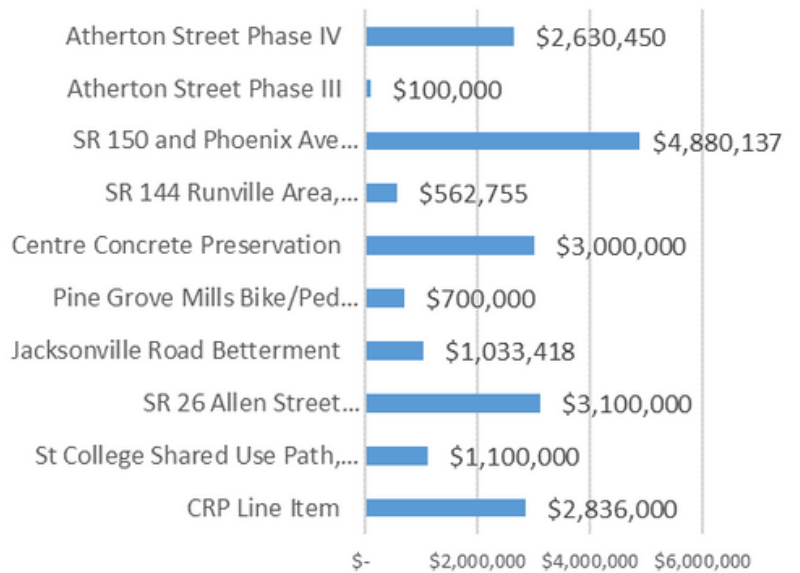 Atherton Street Phase IV $2,630,450
Atherton Street Phase III $100,000
SR 150 and Phoenix Ave... $4,880,137
SR 144 Runville Area,... $562,755
Centre Concrete Preservation $3,000,000
Pine Grove Mills Bike/Ped... $700,000
Jacksonville Road Betterment $1,033,418
SR 26 Allen Street... $3,100,000
St College Shared Use Path,... $1,100,000
CRP Line Item $2,836,000
$- $2,000,000 $4,000,000 $6,000,000